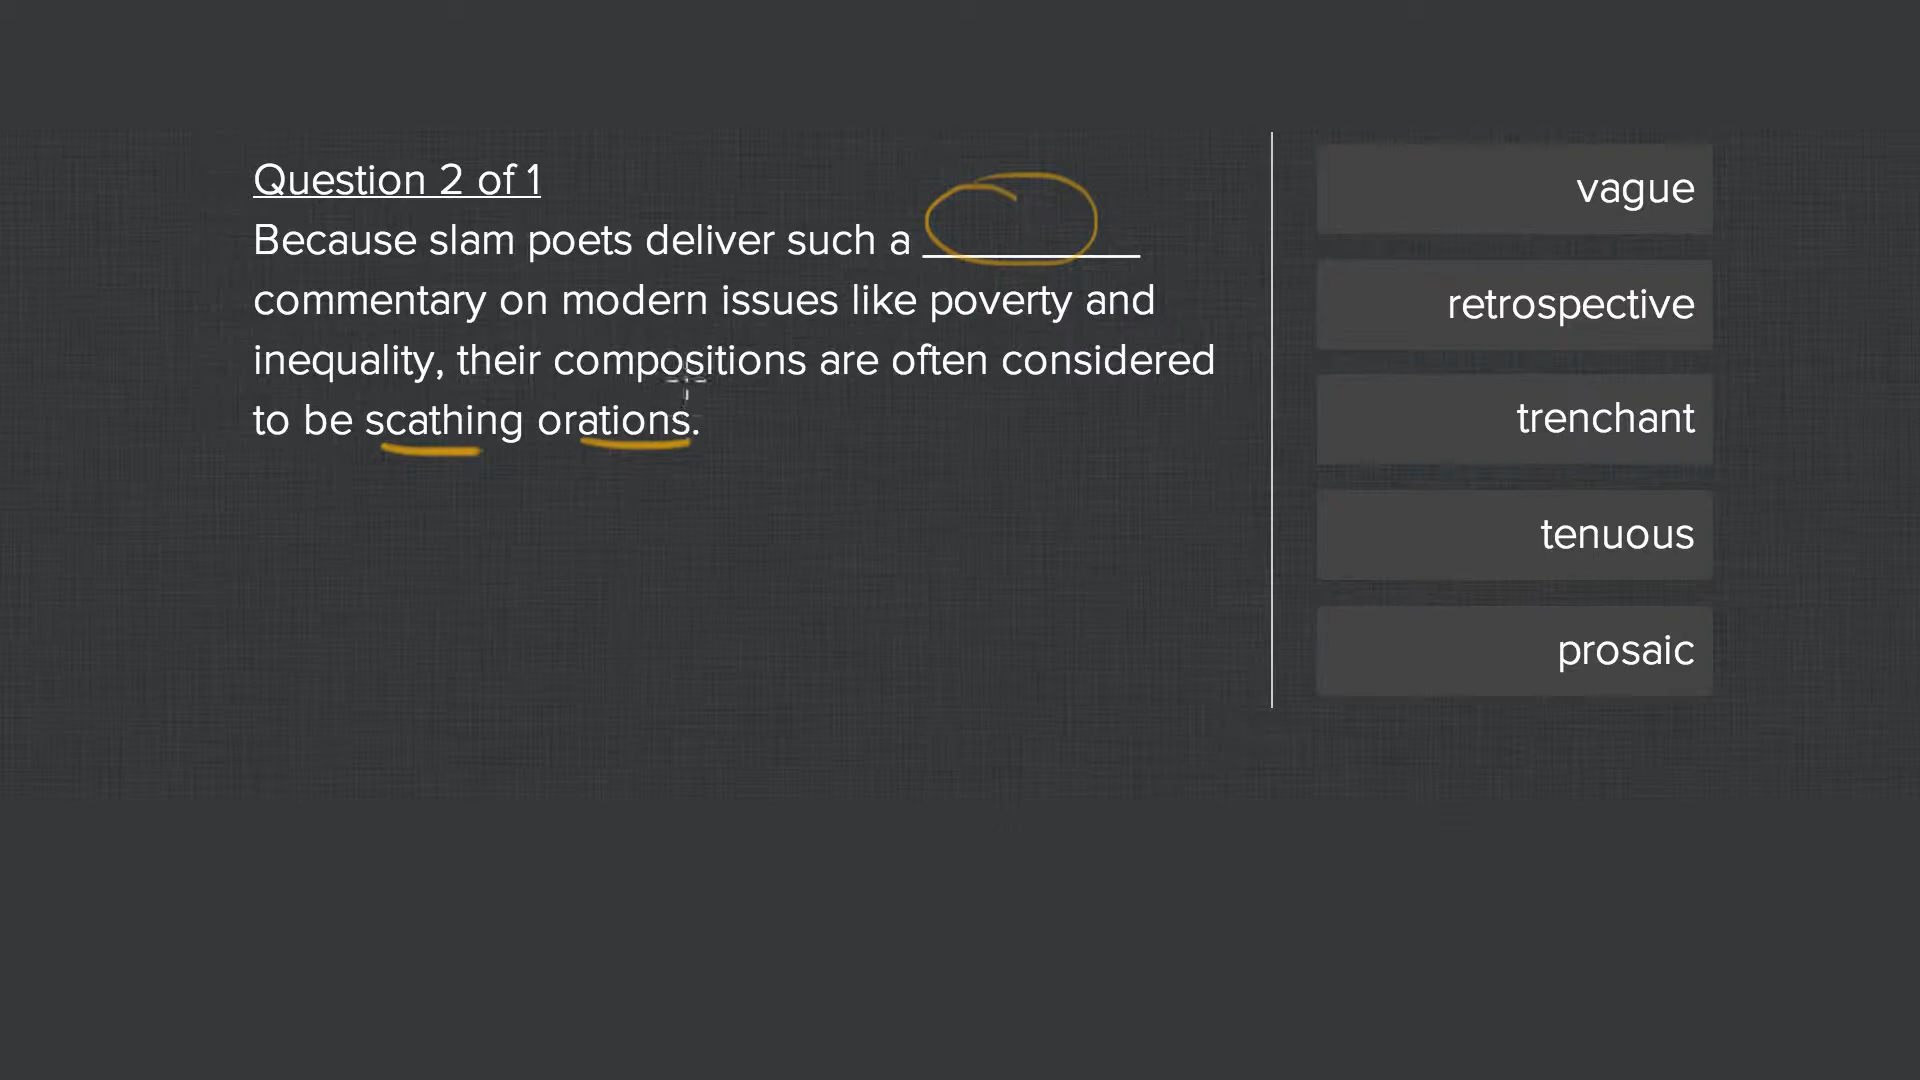 Question 2 of 1
Because slam poets deliver such a __________
commentary on modern issues like poverty and
inequality, their compositions are often considered
to be scathing orations.
vague
retrospective
trenchant
tenuous
prosaic